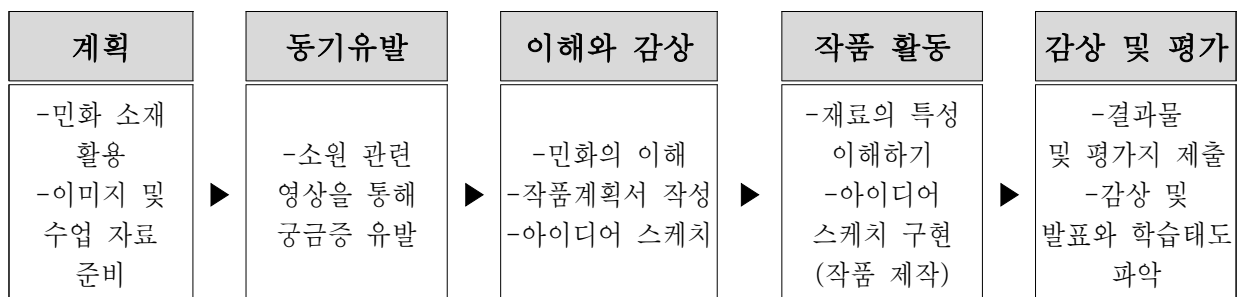 계획
-민화 소재
활용
-이미지 및
수업 자료
준비
▶
동기유발
-소원 관련
영상을 통해
궁금증 유발
▶
이해와 감상
-민화의 이해
-작품계획서 작성
-아이디어 스케치
▶
작품 활동
-재료의 특성
이해하기
-아이디어
스케치 구현
(작품 제작)
▶
감상 및 평가
-결과물
및 평가지 제출
-감상 및
발표와 학습태도
파악